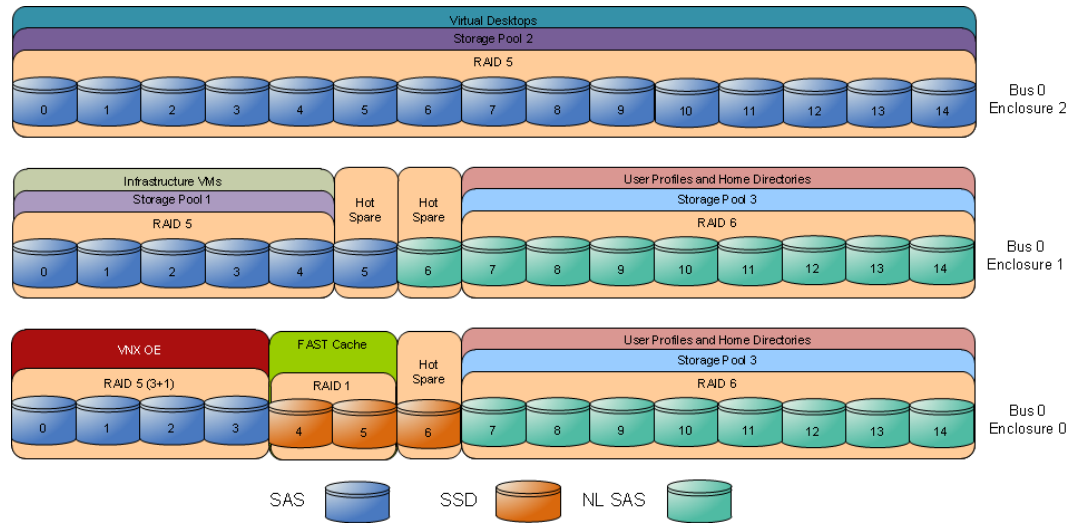 Virtual Desktops
Storage Pool 2
RAID 5
0 1 2 3 4 5 6 7 8 9 10 11 12 13 14
Bus 0
Enclosure 2
Infrastructure VMs
Storage Pool 1
RAID 5
Hot
Spare
Hot
Spare
User Profiles and Home Directories
Storage Pool 3
RAID 6
0 1 2 3 4 5 6 7 8 9 10 11 12 13 14
Bus 0
Enclosure 1
VNX OE
RAID 5 (3+1)
FAST Cache
RAID 1
Hot
Spare
User Profiles and Home Directories
Storage Pool 3
RAID 6
0 1 2 3 4 5 6 7 8 9 10 11 12 13 14
Bus 0
Enclosure 0
SAS SSD NL SAS